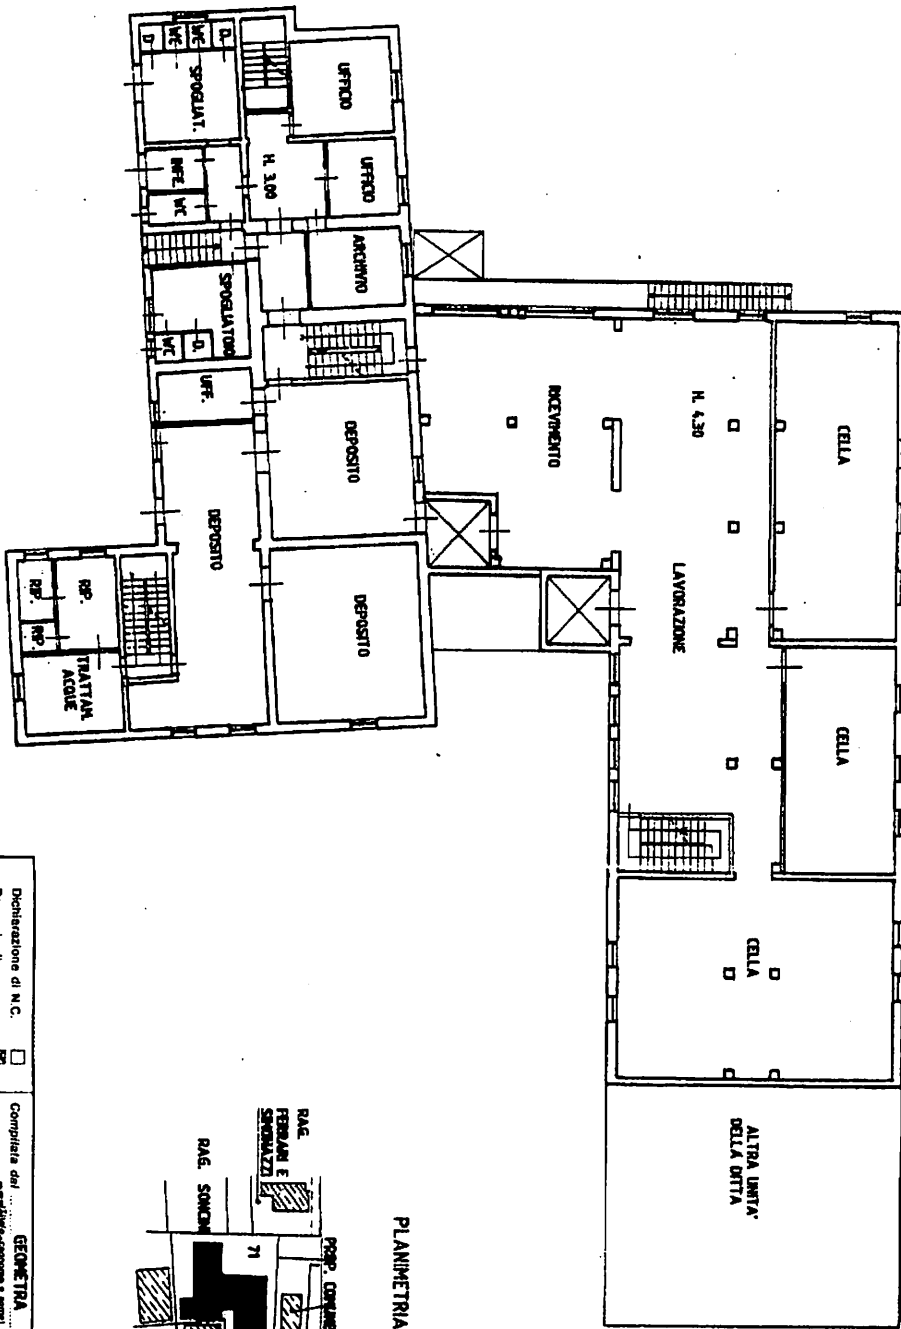 D.
WC
WC
D.
SPOGLIAT.
UFFICIO
UFFICIO
H. 3.00
INFE.
WC
ARCHIVIO
SPOGLIATOIO
WC
D.
UFF.
DEPOSITO
DEPOSITO
DEPOSITO
RIP.
RIP.
RIP.
TRATTAM.
ACQUE
RICEVIMENTO
H. 4.30
LAVORAZIONE
CELLA
CELLA
CELLA
ALTRA UNITA'
DELLA DITTA
PLANIMETRIA
RAG.
FERRARI E
SIMONAZZI
RAG. SONCINI
71
PROP. COMUNE
Dichiarazione di N.C.
Compilata dal
GEOMETRA